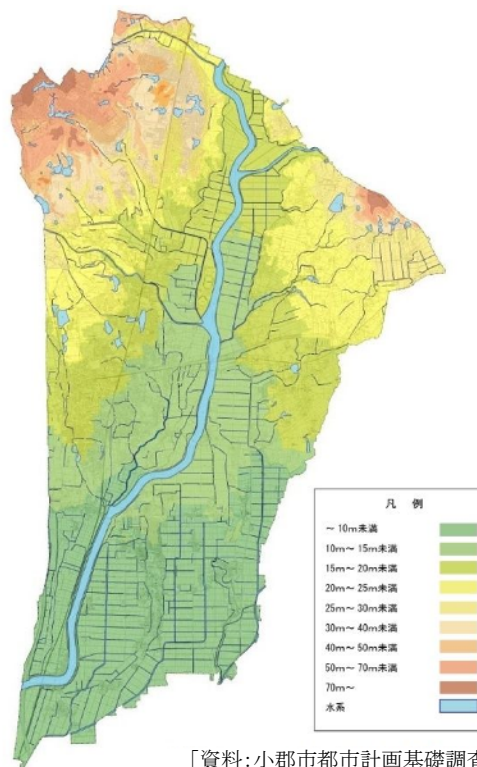 凡 例
~ 10m未満
10m~ 15m未満
15m~ 20m未満
20m~ 25m未満
25m~ 30m未満
30m~ 40m未満
40m~ 50m未満
50m~ 70m未満
70m~
水系
「資料:小郡市都市計画基礎調査